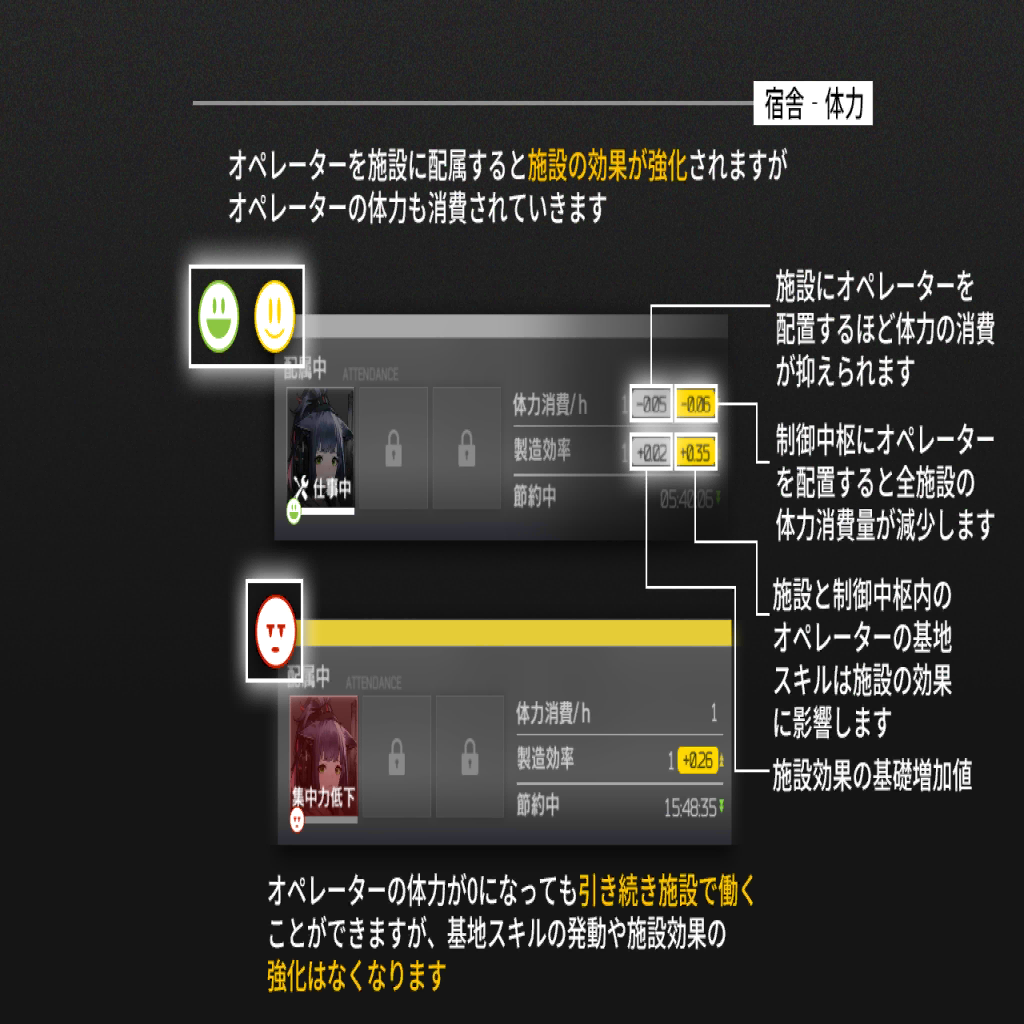 宿舎 - 体力
オペレーターを施設に配属すると施設の効果が強化されますが
オペレーターの体力も消費されていきます
施設にオペレーターを
配置するほど体力の消費
が抑えられます
配属中 ATTENDANCE
体力消費/h 1 -0.05 -0.06
製造効率 1 +0.02 +0.35
節約中 05:40:06
仕事中
制御中枢にオペレーター
を配置すると全施設の
体力消費量が減少します
施設と制御中枢内の
オペレーターの基地
スキルは施設の効果
に影響します
施設効果の基礎増加値
配属中 ATTENDANCE
体力消費/h 1
製造効率 1 +0.26
節約中 15:48:35
集中力低下
オペレーターの体力が0になっても引き続き施設で働く
ことができますが、基地スキルの発動や施設効果の
強化はなくなります